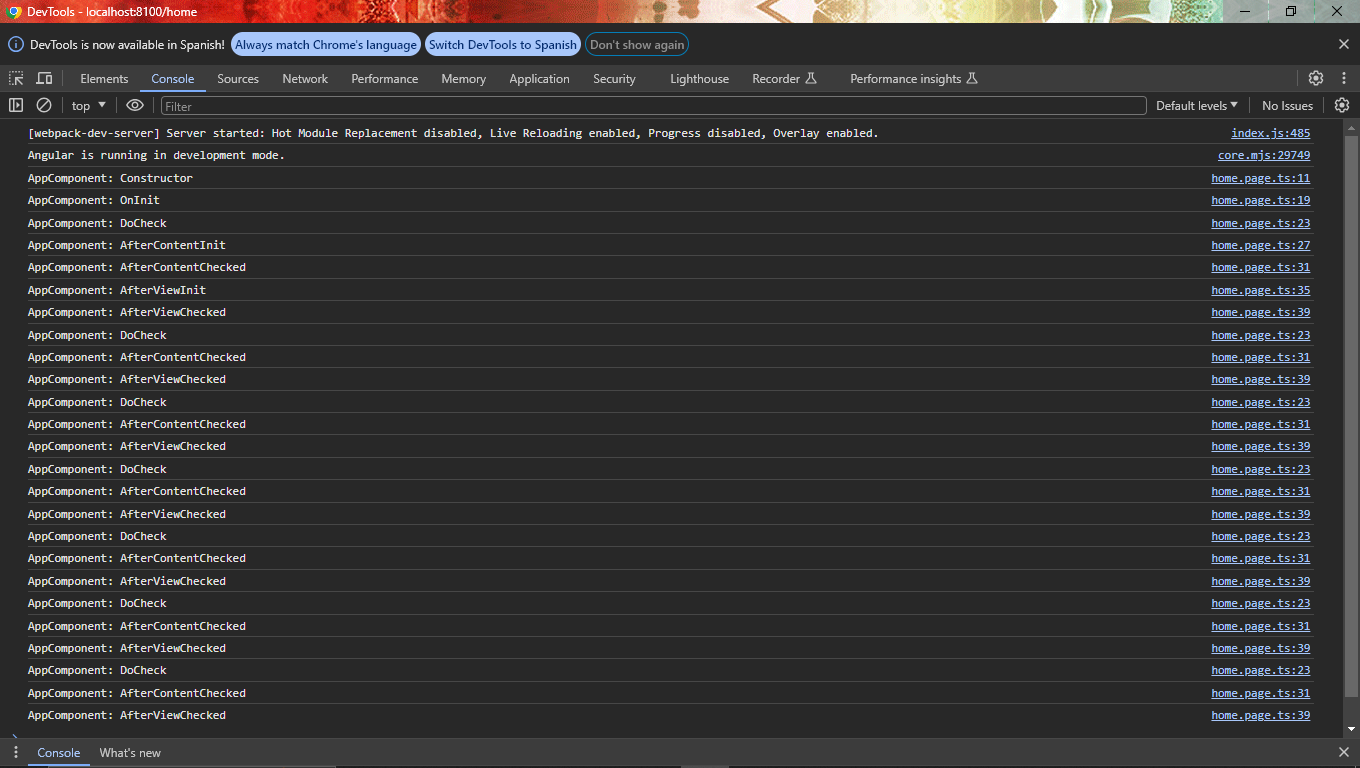 DevTools - localhost:8100/home
DevTools is now available in Spanish! Always match Chrome's language Switch DevTools to Spanish Don't show again
Elements Console Sources Network Performance Memory Application Security Lighthouse Recorder Performance insights
top Filter Default levels No Issues
[webpack-dev-server] Server started: Hot Module Replacement disabled, Live Reloading enabled, Progress disabled, Overlay enabled. index.js:485
Angular is running in development mode. core.mjs:29749
AppComponent: Constructor home.page.ts:11
AppComponent: OnInit home.page.ts:19
AppComponent: DoCheck home.page.ts:23
AppComponent: AfterContentInit home.page.ts:27
AppComponent: AfterContentChecked home.page.ts:31
AppComponent: AfterViewInit home.page.ts:35
AppComponent: AfterViewChecked home.page.ts:39
AppComponent: DoCheck home.page.ts:23
AppComponent: AfterContentChecked home.page.ts:31
AppComponent: AfterViewChecked home.page.ts:39
AppComponent: DoCheck home.page.ts:23
AppComponent: AfterContentChecked home.page.ts:31
AppComponent: AfterViewChecked home.page.ts:39
AppComponent: DoCheck home.page.ts:23
AppComponent: AfterContentChecked home.page.ts:31
AppComponent: AfterViewChecked home.page.ts:39
AppComponent: DoCheck home.page.ts:23
AppComponent: AfterContentChecked home.page.ts:31
AppComponent: AfterViewChecked home.page.ts:39
AppComponent: DoCheck home.page.ts:23
AppComponent: AfterContentChecked home.page.ts:31
AppComponent: AfterViewChecked home.page.ts:39
AppComponent: DoCheck home.page.ts:23
AppComponent: AfterContentChecked home.page.ts:31
AppComponent: AfterViewChecked home.page.ts:39
Console What's new